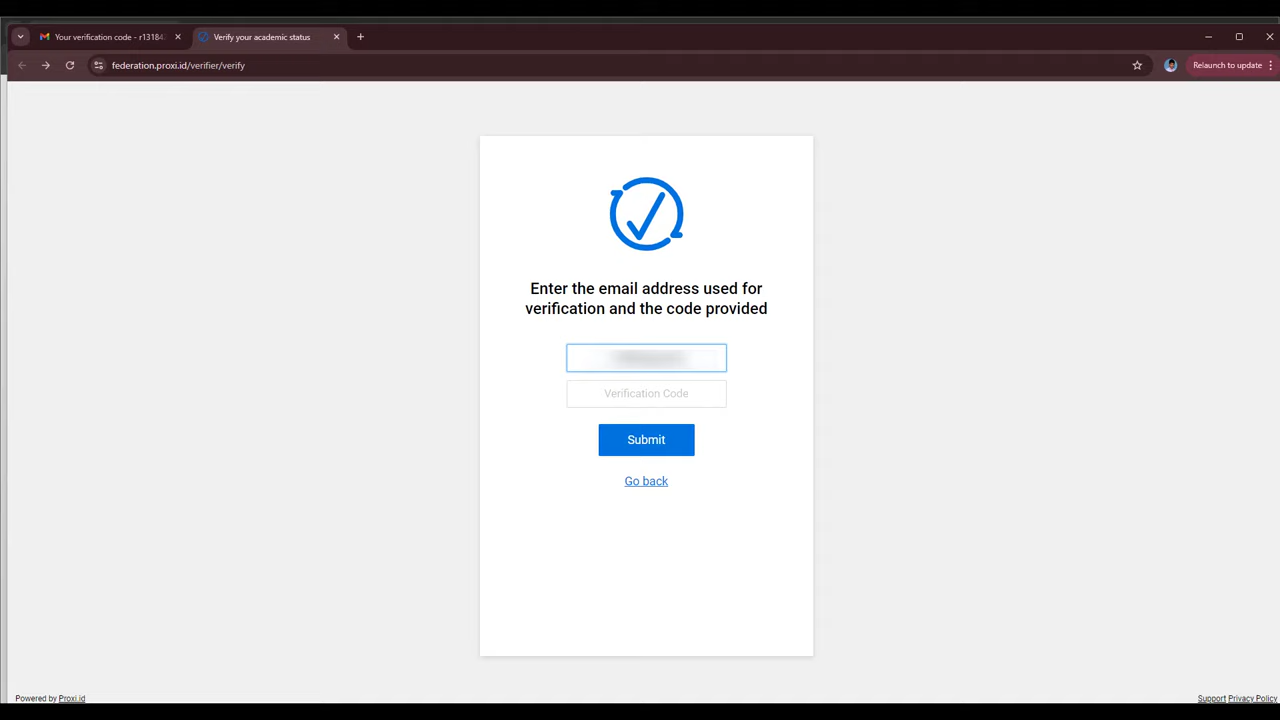 Your verification code - r13184
Verify your academic status
federation.proxi.id/verifier/verify
Relaunch to update
Enter the email address used for
verification and the code provided
Verification Code
Submit
Go back
Powered by Proxi.id
Support Privacy Policy